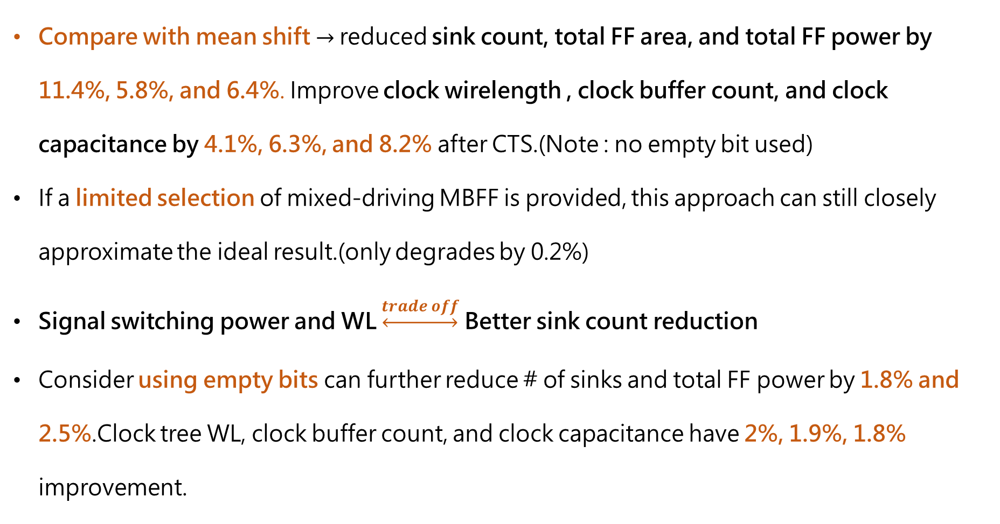 • Compare with mean shift → reduced sink count, total FF area, and total FF power by
11.4%, 5.8%, and 6.4%. Improve clock wirelength , clock buffer count, and clock
capacitance by 4.1%, 6.3%, and 8.2% after CTS.(Note : no empty bit used)
• If a limited selection of mixed-driving MBFF is provided, this approach can still closely
approximate the ideal result.(only degrades by 0.2%)
• Signal switching power and WL trade off ⟷ Better sink count reduction
• Consider using empty bits can further reduce # of sinks and total FF power by 1.8% and
2.5%.Clock tree WL, clock buffer count, and clock capacitance have 2%, 1.9%, 1.8%
improvement.